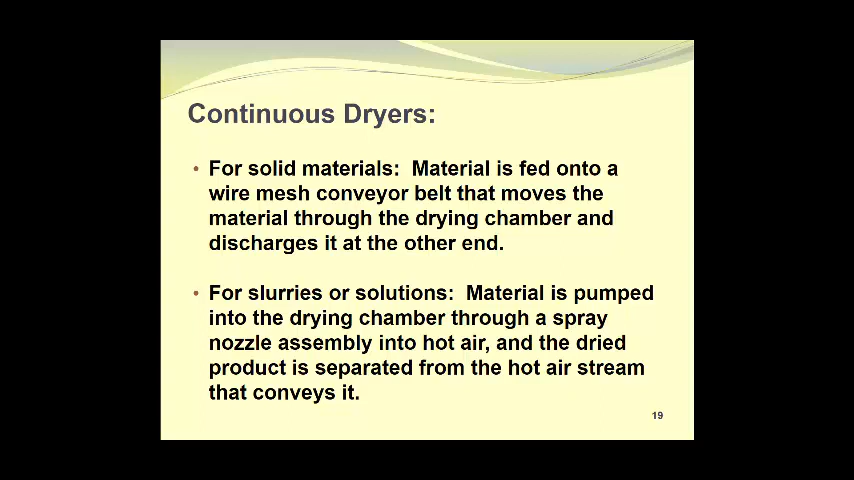 Continuous Dryers:
• For solid materials:  Material is fed onto a
wire mesh conveyor belt that moves the
material through the drying chamber and
discharges it at the other end.
• For slurries or solutions:  Material is pumped
into the drying chamber through a spray
nozzle assembly into hot air, and the dried
product is separated from the hot air stream
that conveys it.
19